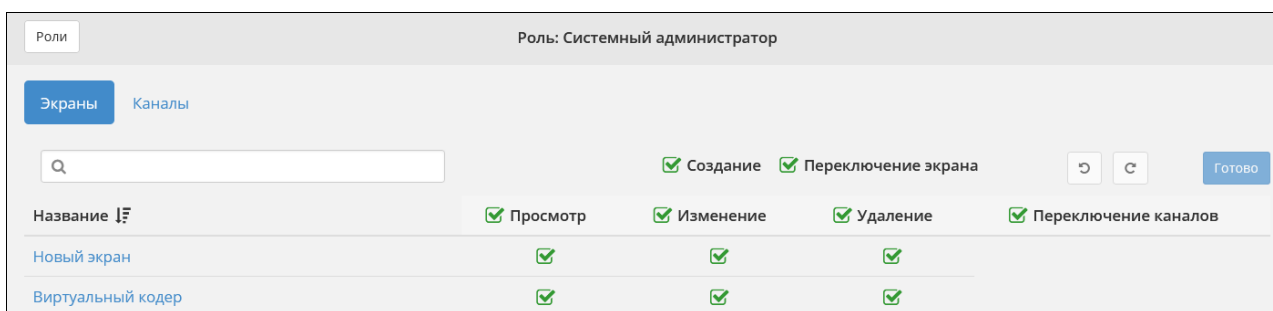 Роли
Роль: Системный администратор
Экраны Каналы
Создание Переключение экрана Готово
Название Просмотр Изменение Удаление Переключение каналов
Новый экран
Виртуальный кодер